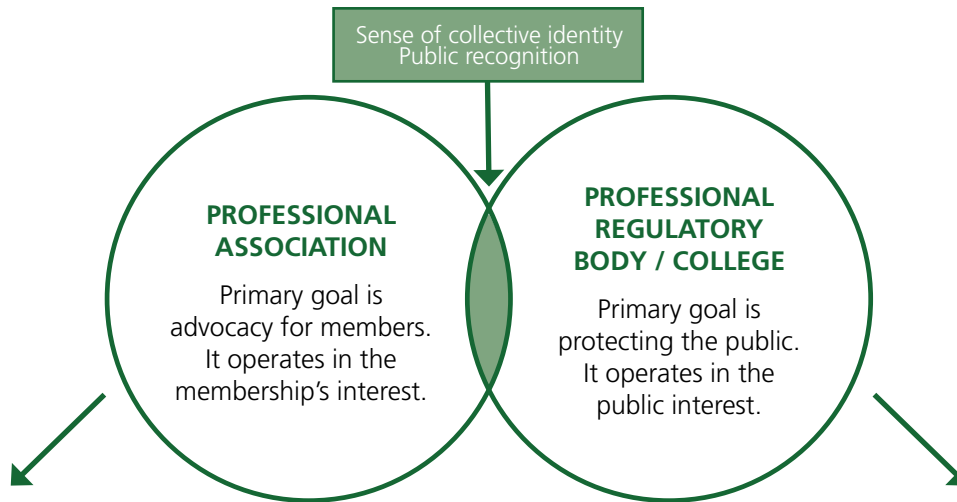 Sense of collective identity
Public recognition
PROFESSIONAL
ASSOCIATION
Primary goal is
advocacy for members.
It operates in the
membership’s interest.
PROFESSIONAL
REGULATORY
BODY / COLLEGE
Primary goal is
protecting the public.
It operates in the
public interest.